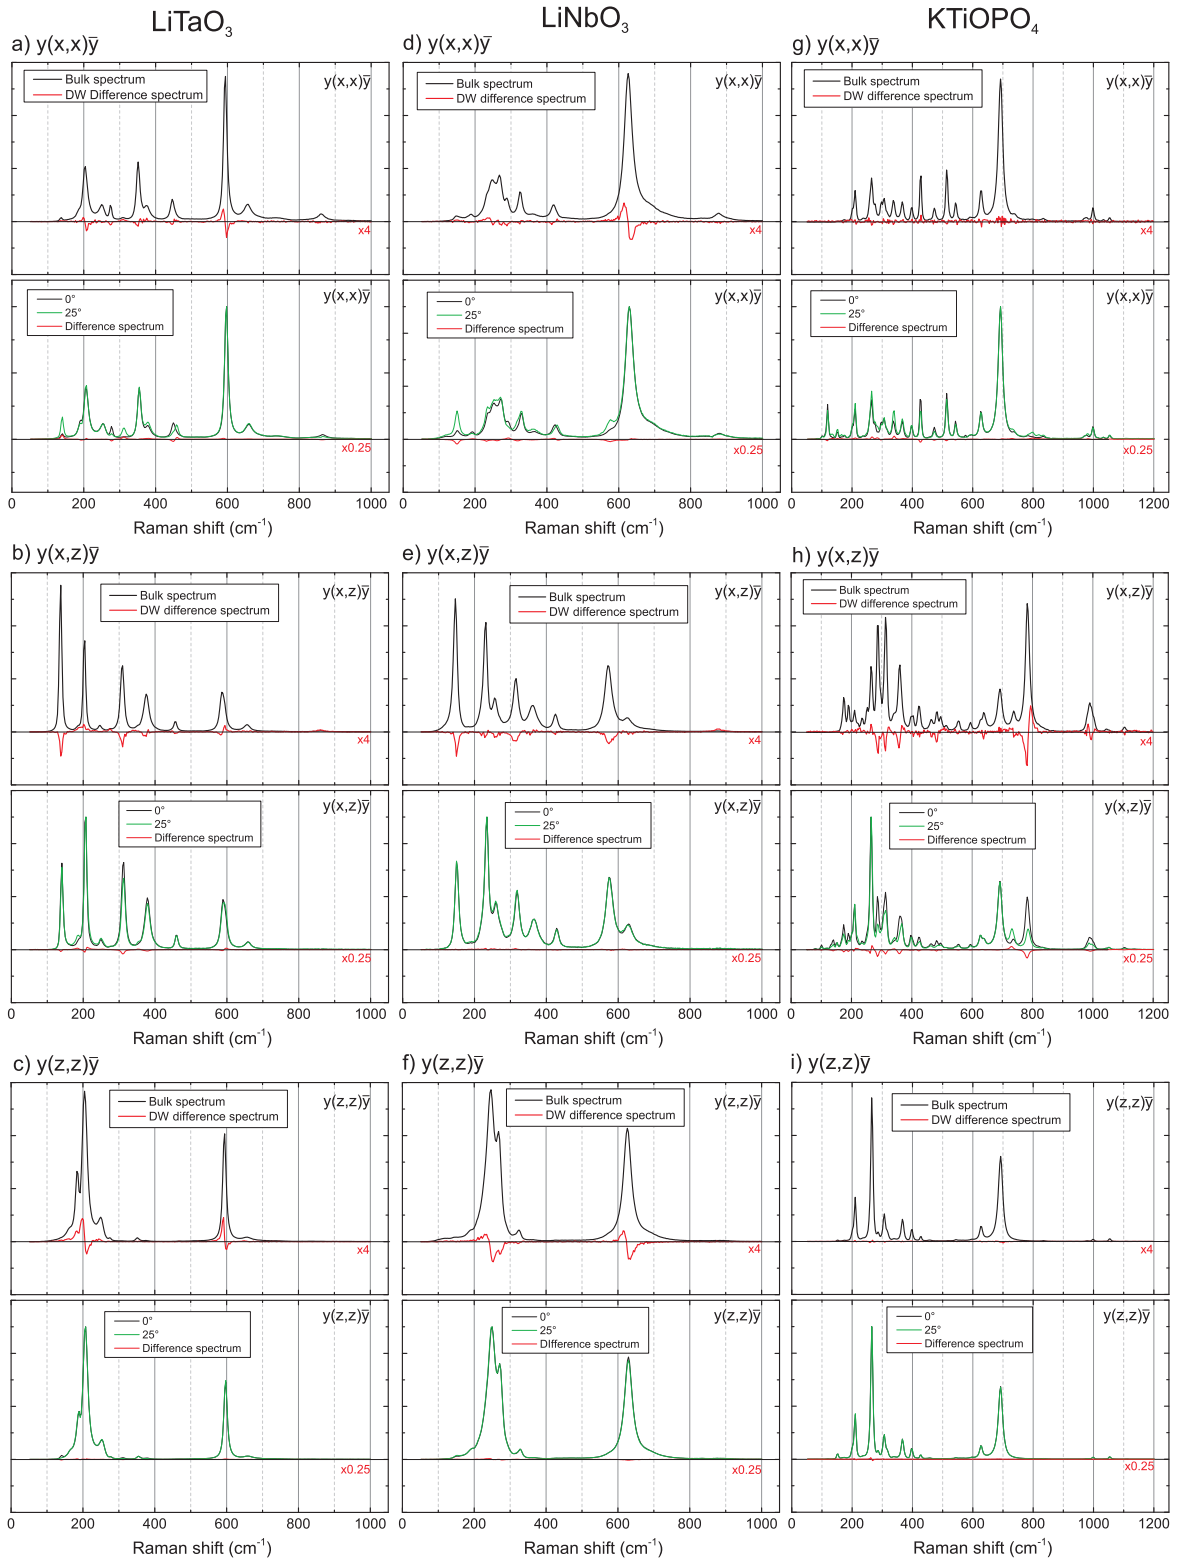 LiTaO3
LiNbO3
KTiOPO4
a) y(x,x)y̅
Bulk spectrum
DW Difference spectrum
y(x,x)y̅
x4
0°
25°
Difference spectrum
y(x,x)y̅
x0.25
0 200 400 600 800 1000
Raman shift (cm-1)
d) y(x,x)y̅
Bulk spectrum
DW difference spectrum
y(x,x)y̅
x4
0°
25°
Difference spectrum
y(x,x)y̅
x0.25
0 200 400 600 800 1000
Raman shift (cm-1)
g) y(x,x)y̅
Bulk spectrum
DW difference spectrum
y(x,x)y̅
x4
0°
25°
Difference spectrum
y(x,x)y̅
x0.25
0 200 400 600 800 1000 1200
Raman shift (cm-1)
b) y(x,z)y̅
Bulk spectrum
DW difference spectrum
y(x,z)y̅
x4
0°
25°
Difference spectrum
y(x,z)y̅
x0.25
0 200 400 600 800 1000
Raman shift (cm-1)
e) y(x,z)y̅
Bulk spectrum
DW difference spectrum
y(x,z)y̅
x4
0°
25°
Difference spectrum
y(x,z)y̅
x0.25
0 200 400 600 800 1000
Raman shift (cm-1)
h) y(x,z)y̅
Bulk spectrum
DW difference spectrum
y(x,z)y̅
x4
0°
25°
Difference spectrum
y(x,z)y̅
x0.25
0 200 400 600 800 1000 1200
Raman shift (cm-1)
c) y(z,z)y̅
Bulk spectrum
DW difference spectrum
y(z,z)y̅
x4
0°
25°
Difference spectrum
y(z,z)y̅
x0.25
0 200 400 600 800 1000
Raman shift (cm-1)
f) y(z,z)y̅
Bulk spectrum
DW difference spectrum
y(z,z)y̅
x4
0°
25°
DIfference spectrum
y(z,z)y̅
x0.25
0 200 400 600 800 1000
Raman shift (cm-1)
i) y(z,z)y̅
Bulk spectrum
DW difference spectrum
y(z,z)y̅
x4
0°
25°
Difference spectrum
y(z,z)y̅
x0.25
0 200 400 600 800 1000 1200
Raman shift (cm-1)